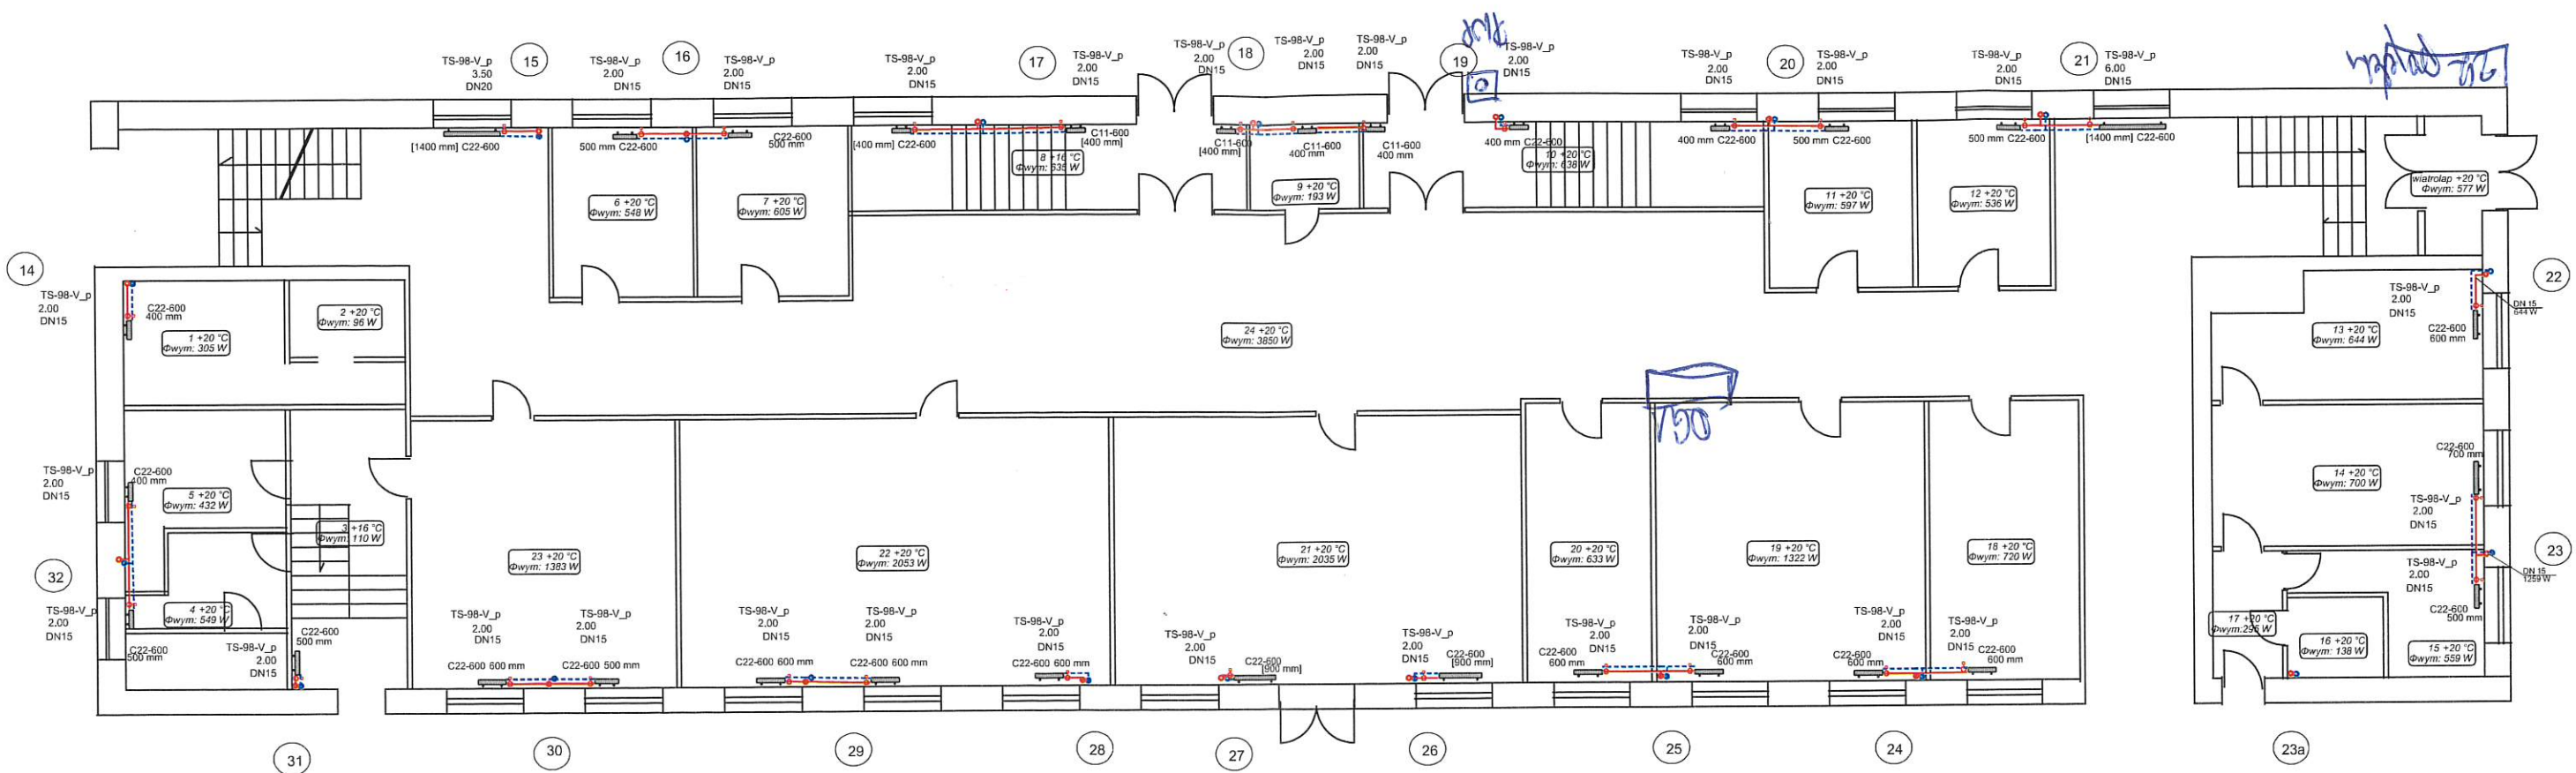 TS-98-V_p
3.50
DN20
15
TS-98-V_p
2.00
DN15
16
TS-98-V_p
2.00
DN15
TS-98-V_p
2.00
DN15
17
TS-98-V_p
2.00
DN15
TS-98-V_p
2.00
DN15
18
TS-98-V_p
2.00
DN15
TS-98-V_p
2.00
DN15
19
TS-98-V_p
2.00
DN15
TS-98-V_p
2.00
DN15
20
TS-98-V_p
2.00
DN15
TS-98-V_p
2.00
DN15
21
TS-98-V_p
6.00
DN15
[1400 mm] C22-600
500 mm C22-600
C22-600
500 mm
[400 mm] C22-600
C11-600
[400 mm]
C11-600
[400 mm]
C11-600
400 mm
C11-600
400 mm
400 mm C22-600
400 mm C22-600
500 mm C22-600
500 mm C22-600
[1400 mm] C22-600
6 +20 °C
Φwym: 548 W
7 +20 °C
Φwym: 605 W
8 +16 °C
Φwym: 635 W
9 +20 °C
Φwym: 193 W
10 +20 °C
Φwym: 638 W
11 +20 °C
Φwym: 597 W
12 +20 °C
Φwym: 536 W
wiatrolap +20 °C
Φwym: 577 W
14
TS-98-V_p
2.00
DN15
C22-600
400 mm
1 +20 °C
Φwym: 305 W
2 +20 °C
Φwym: 96 W
24 +20 °C
Φwym: 3850 W
TS-98-V_p
2.00
DN15
C22-600
600 mm
13 +20 °C
Φwym: 644 W
DN 15
644 W
22
TS-98-V_p
2.00
DN15
C22-600
400 mm
5 +20 °C
Φwym: 432 W
3 +16 °C
Φwym: 110 W
32
TS-98-V_p
2.00
DN15
4 +20 °C
Φwym: 549 W
C22-600
500 mm
TS-98-V_p
2.00
DN15
C22-600
500 mm
23 +20 °C
Φwym: 1383 W
22 +20 °C
Φwym: 2053 W
21 +20 °C
Φwym: 2035 W
20 +20 °C
Φwym: 633 W
19 +20 °C
Φwym: 1322 W
18 +20 °C
Φwym: 720 W
C22-600
700 mm
14 +20 °C
Φwym: 700 W
TS-98-V_p
2.00
DN15
23
DN 15
1259 W
TS-98-V_p
2.00
DN15
C22-600
500 mm
17 +20 °C
16 +20 °C
Φwym: 138 W
15 +20 °C
Φwym: 559 W
TS-98-V_p
2.00
DN15
TS-98-V_p
2.00
DN15
C22-600 600 mm
C22-600 500 mm
TS-98-V_p
2.00
DN15
TS-98-V_p
2.00
DN15
C22-600 600 mm
C22-600 600 mm
TS-98-V_p
2.00
DN15
C22-600 600 mm
TS-98-V_p
2.00
DN15
C22-600
[900 mm]
TS-98-V_p
2.00
DN15
C22-600
[900 mm]
TS-98-V_p
2.00
DN15
C22-600
600 mm
TS-98-V_p
2.00
DN15
C22-600
600 mm
TS-98-V_p
2.00
DN15
C22-600
600 mm
TS-98-V_p
2.00
DN15
C22-600
600 mm
31
30
29
28
27
26
25
24
23a